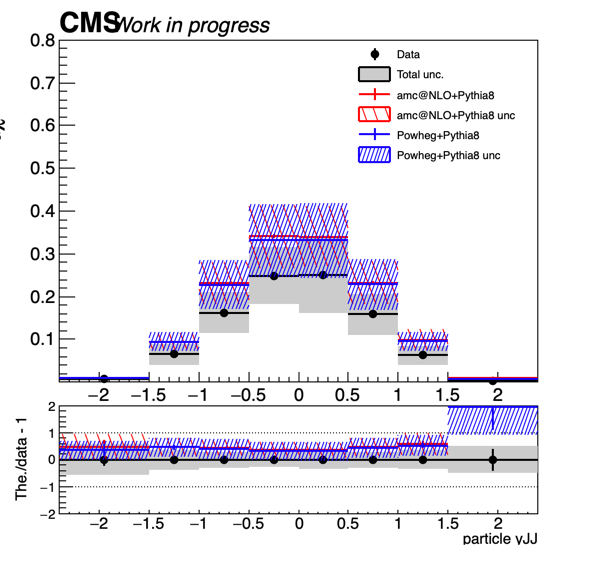 CMS Work in progress
0.8
0.7
0.6
0.5
0.4
0.3
0.2
0.1
Data
Total unc.
amc@NLO+Pythia8
amc@NLO+Pythia8 unc
Powheg+Pythia8
Powheg+Pythia8 unc
−2 −1.5 −1 −0.5 0 0.5 1 1.5 2
The./data - 1
2
1
0
−1
−2
−2 −1.5 −1 −0.5 0 0.5 1 1.5 2
particle yJJ